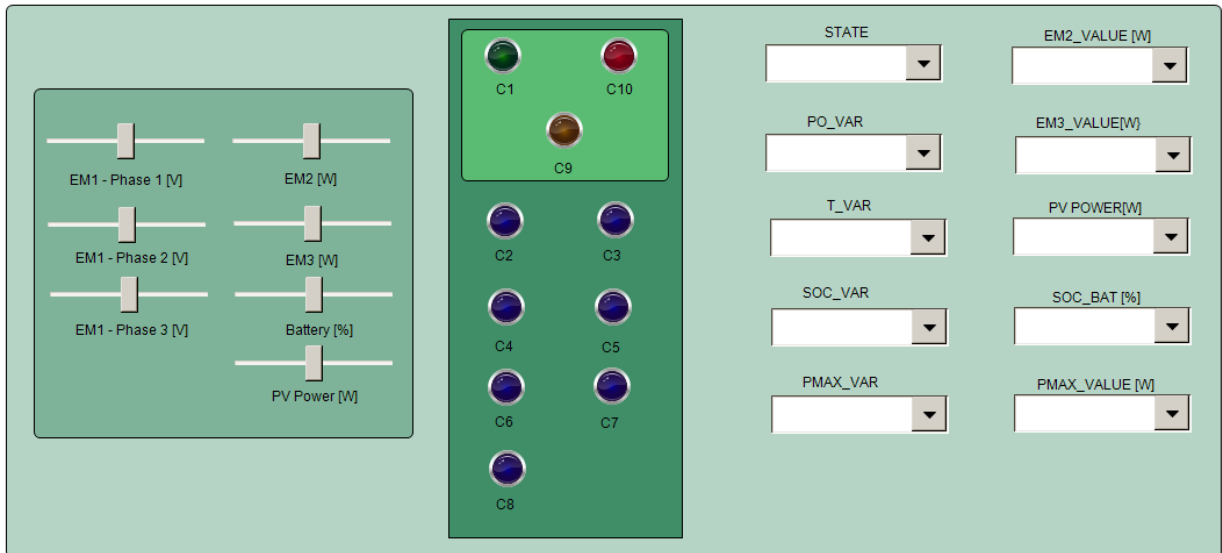 EM1 - Phase 1 [V]
EM2 [W]
EM1 - Phase 2 [V]
EM3 [W]
EM1 - Phase 3 [V]
Battery [%]
PV Power [W]
C1
C10
C9
C2
C3
C4
C5
C6
C7
C8
STATE
EM2_VALUE [W]
PO_VAR
EM3_VALUE[W}
T_VAR
PV POWER[W]
SOC_VAR
SOC_BAT [%]
PMAX_VAR
PMAX_VALUE [W]